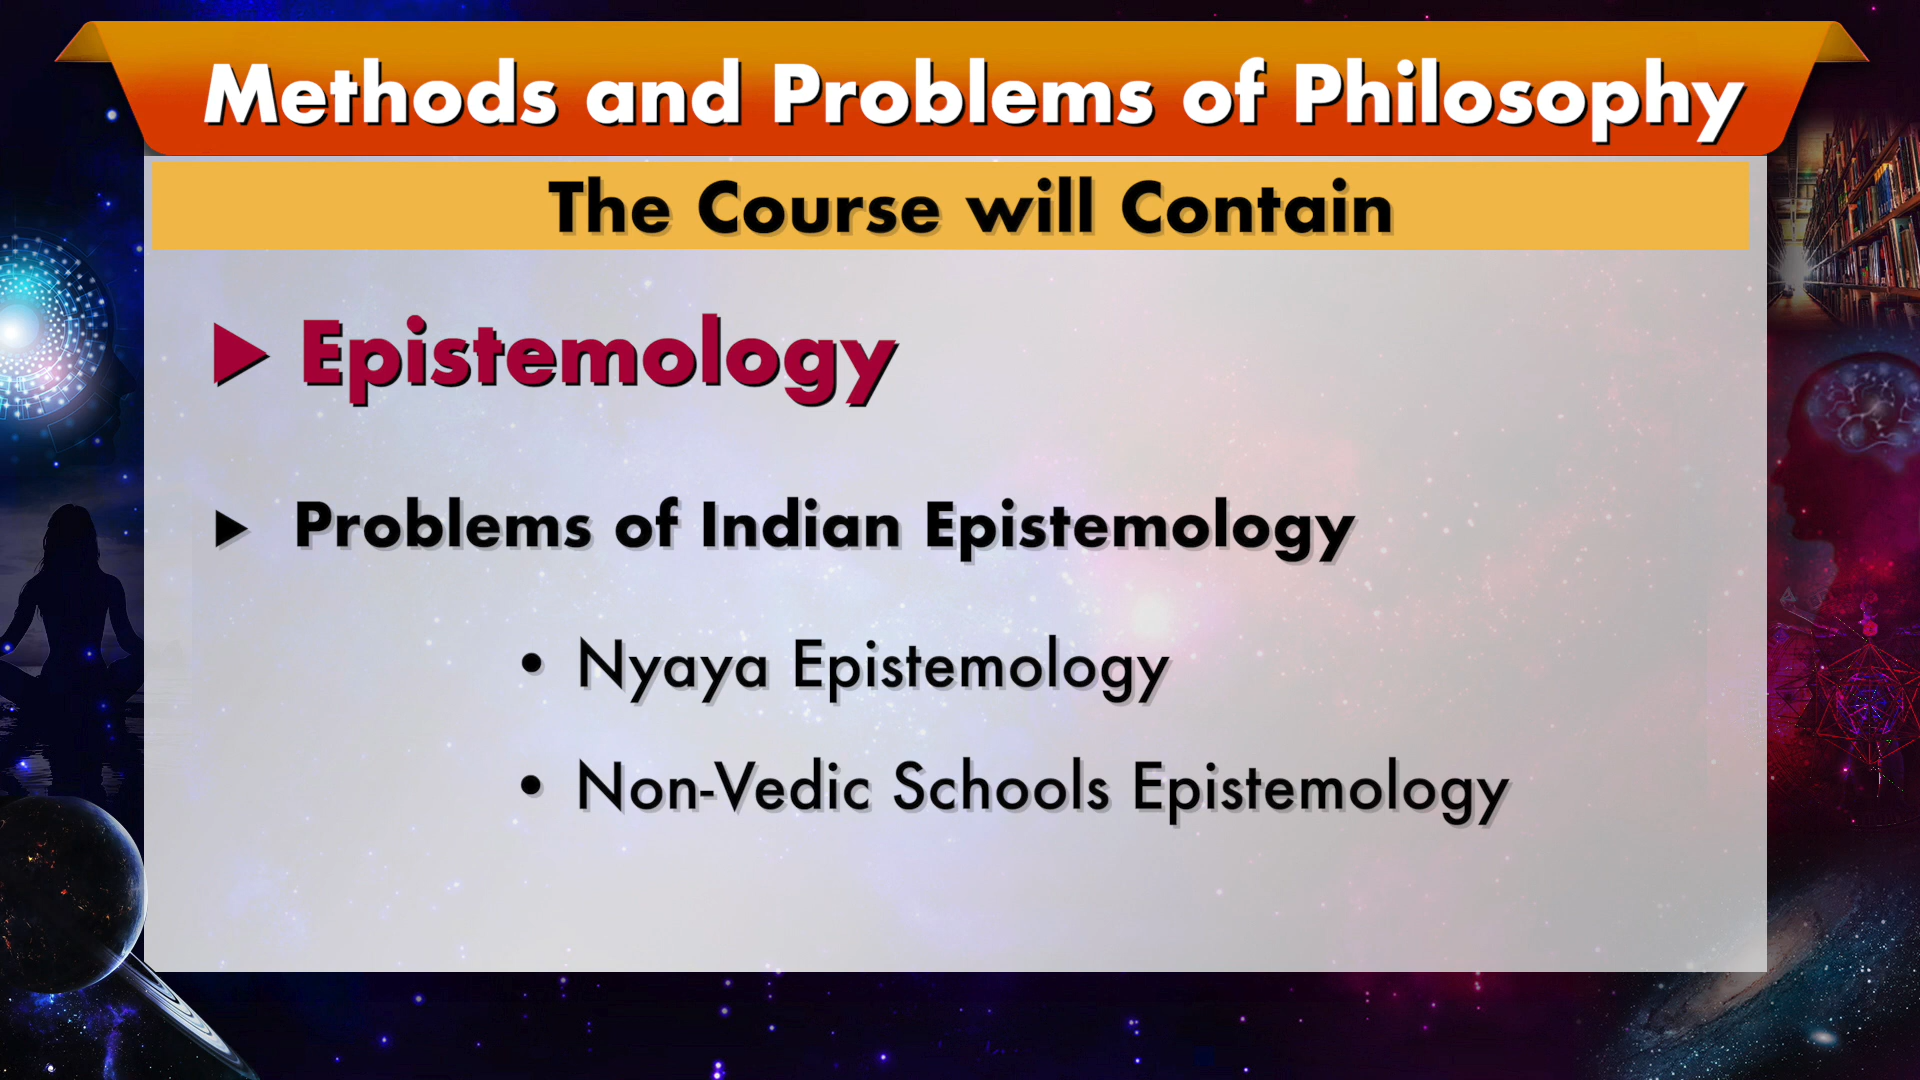 Methods and Problems of Philosophy
The Course will Contain
▶ Epistemology
▶ Problems of Indian Epistemology
• Nyaya Epistemology
• Non-Vedic Schools Epistemology